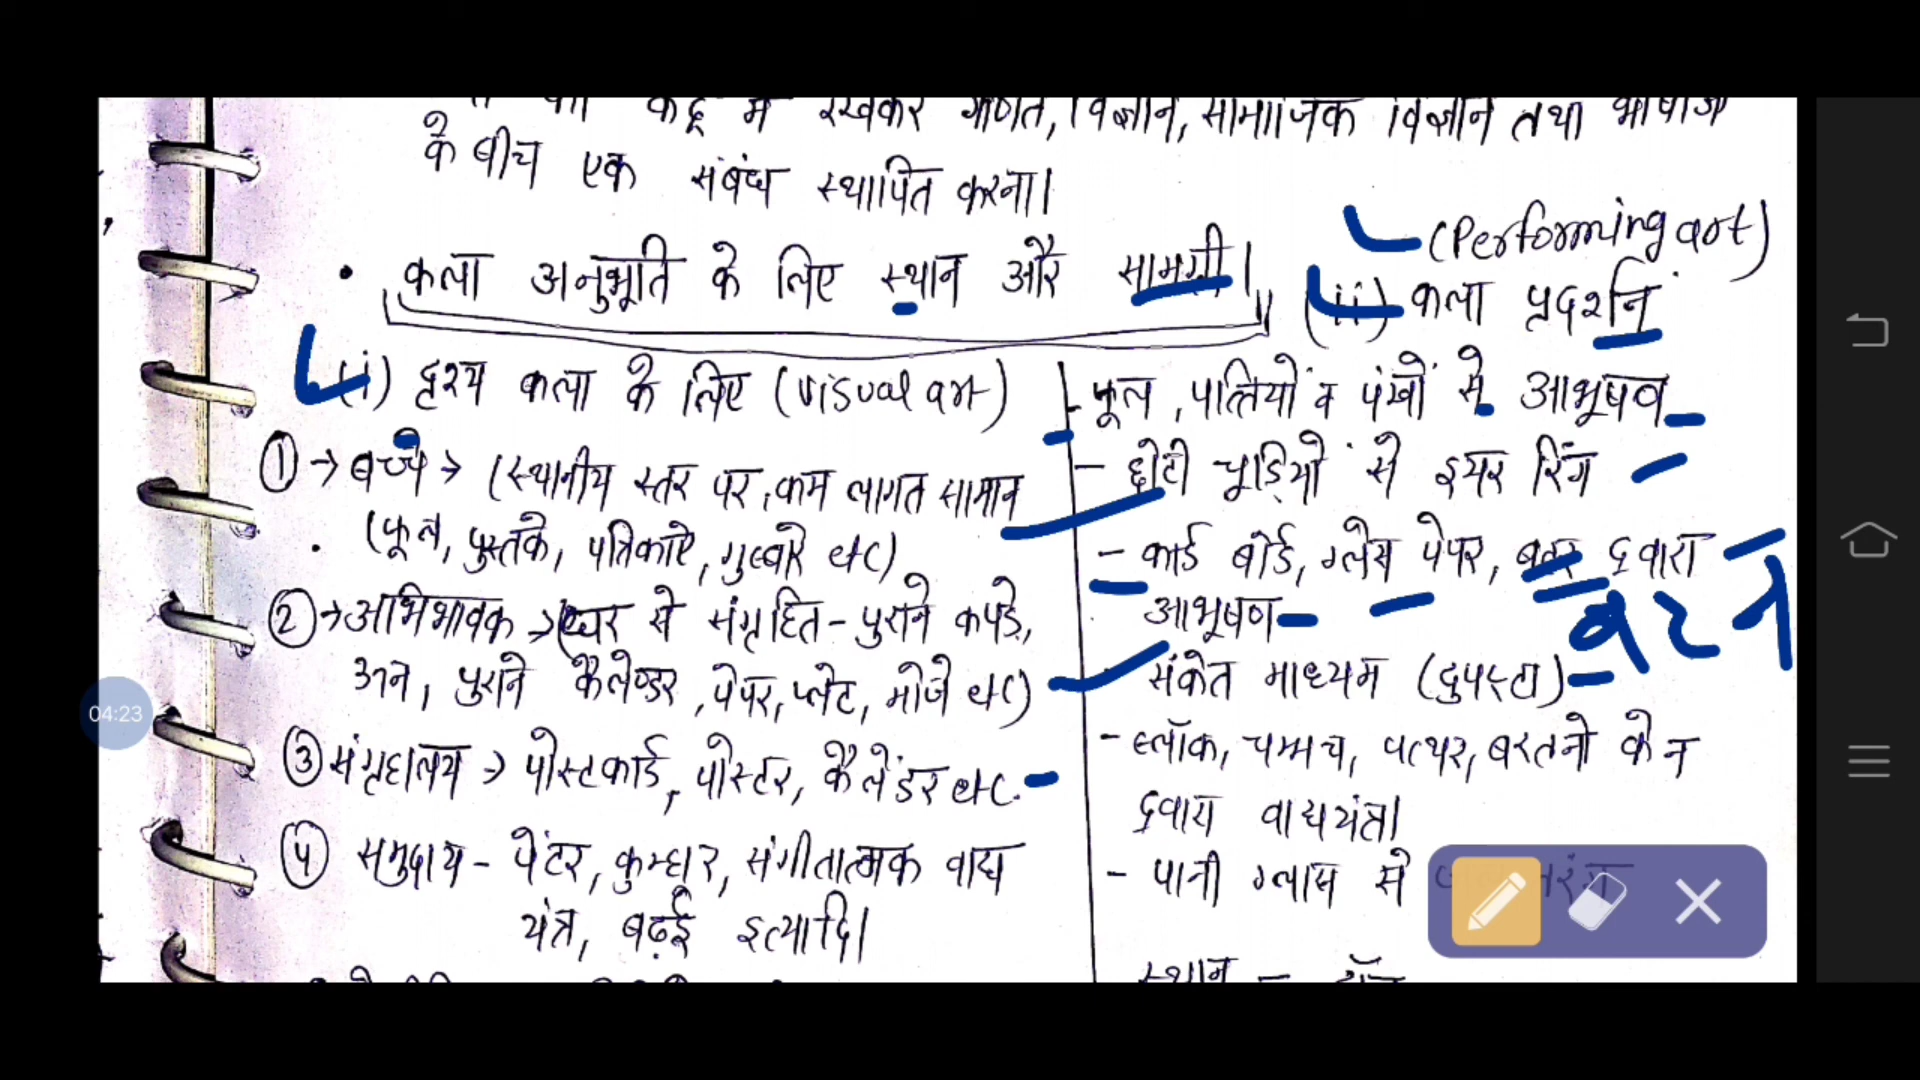 के बीच एक संबंध स्थापित करना।
• कला अनुभूति के लिए स्थान और सामग्री।
(i) दृश्य कला के लिए (Visual art)
① → बच्चे → (स्थानीय स्तर पर, कम लागत सामान
(फूल, पुस्तके, पत्रिकाऐ, गुब्बारे etc)
② → अभिभावक → (घर से संग्रहित - पुराने कपड़े,
ऊन, पुराने कैलेण्डर, पेपर, प्लेट, मोजे etc)
③ संग्रहालय → पोस्टकार्ड, पोस्टर, कैलेंडर etc.
④ समुदाय - पेंटर, कुम्हार, संगीतात्मक वाद्य
यंत्र, बढ़ई इत्यादि।
(Performing art)
(ii) कला प्रदर्शन
- फूल, पत्तियों व पंखों से आभूषण
- छोटी चूड़ियों से इयर रिंग
- कार्ड बोर्ड, ग्लेस पेपर, बटन द्वारा
आभूषण
बटन
संकेत माध्यम (दुपट्टा)
- ब्लॉक, चम्मच, पत्थर, बरतनो के न
द्वारा वाद्ययंत्र।
- पानी ग्लास से
04:23